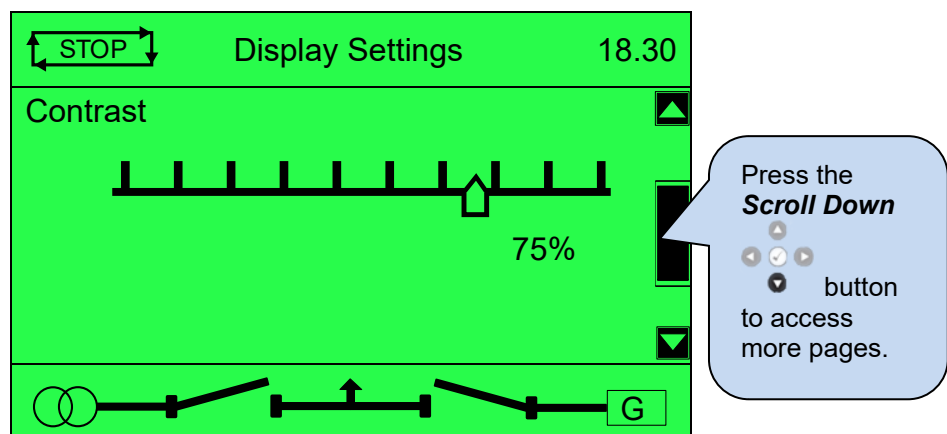 STOP Display Settings 18.30
Contrast
75%
G
Press the
Scroll Down
button
to access
more pages.